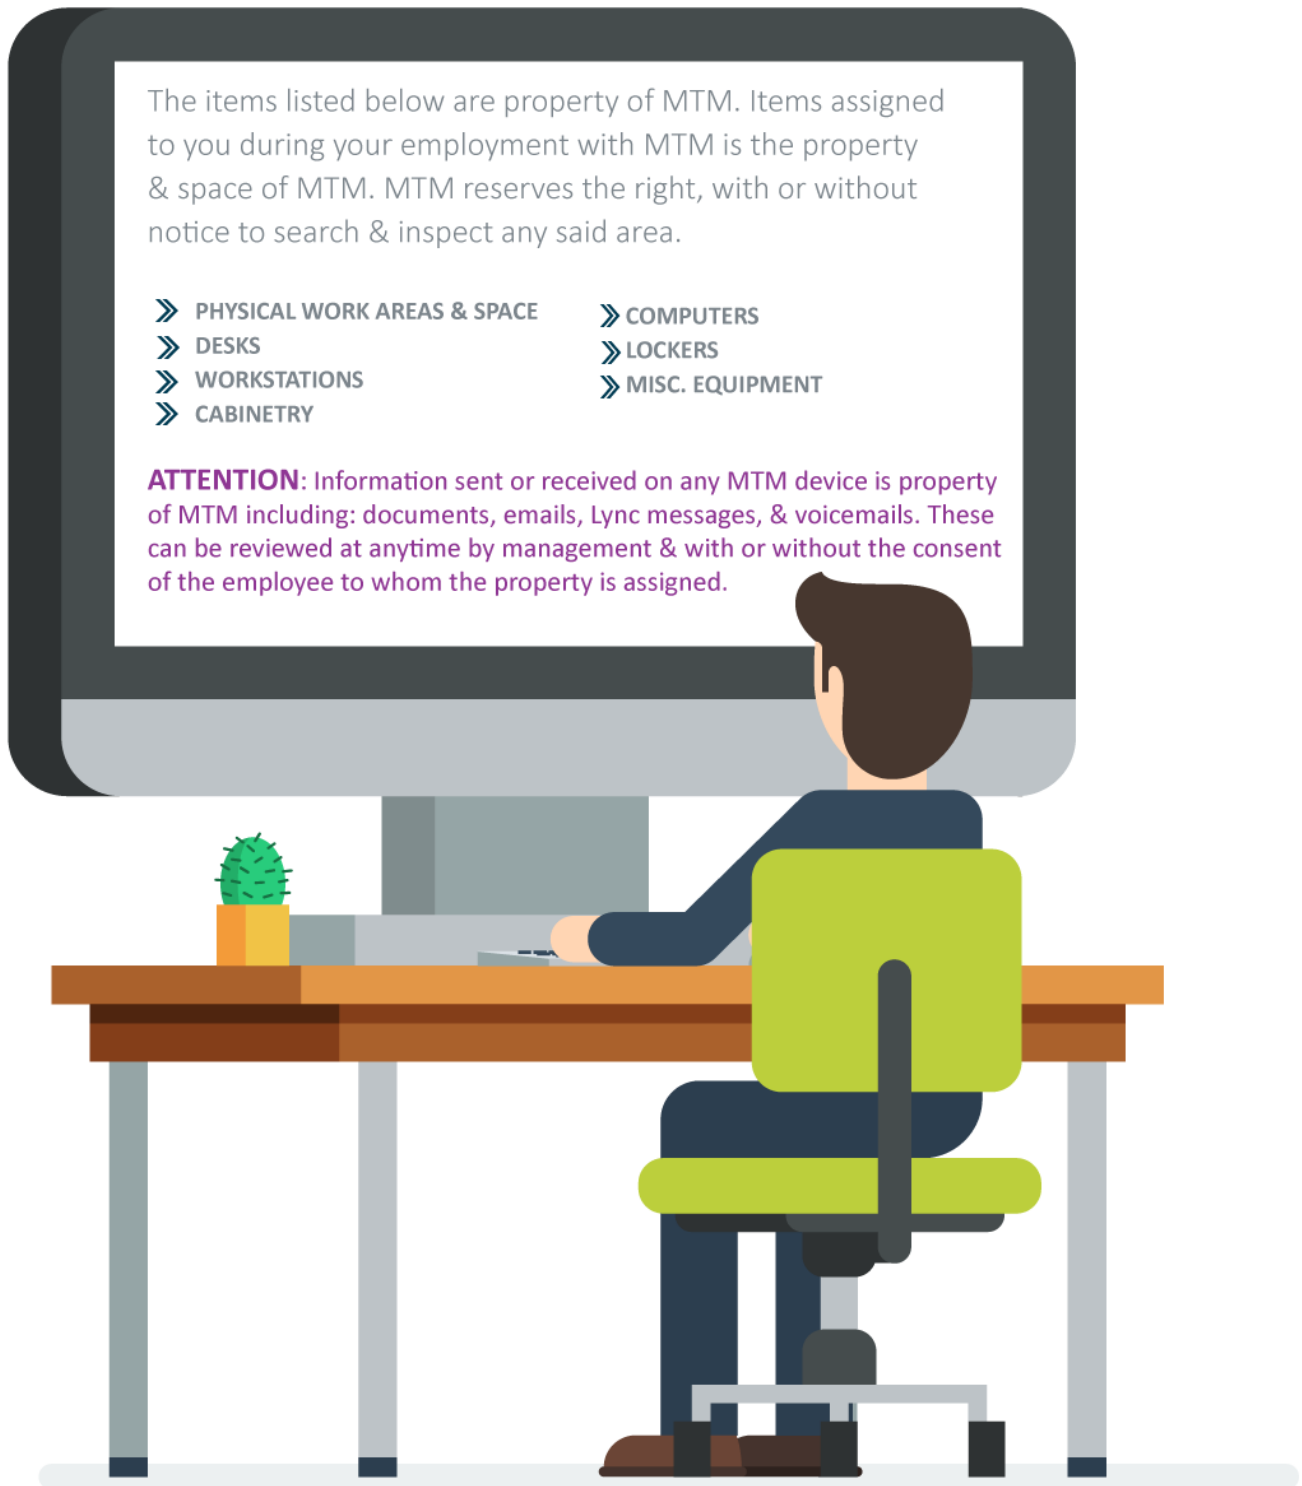 The items listed below are property of MTM. Items assigned
to you during your employment with MTM is the property
& space of MTM. MTM reserves the right, with or without
notice to search & inspect any said area.
PHYSICAL WORK AREAS & SPACE
DESKS
WORKSTATIONS
CABINETRY
COMPUTERS
LOCKERS
MISC. EQUIPMENT
ATTENTION: Information sent or received on any MTM device is property
of MTM including: documents, emails, Lync messages, & voicemails. These
can be reviewed at anytime by management & with or without the consent
of the employee to whom the property is assigned.